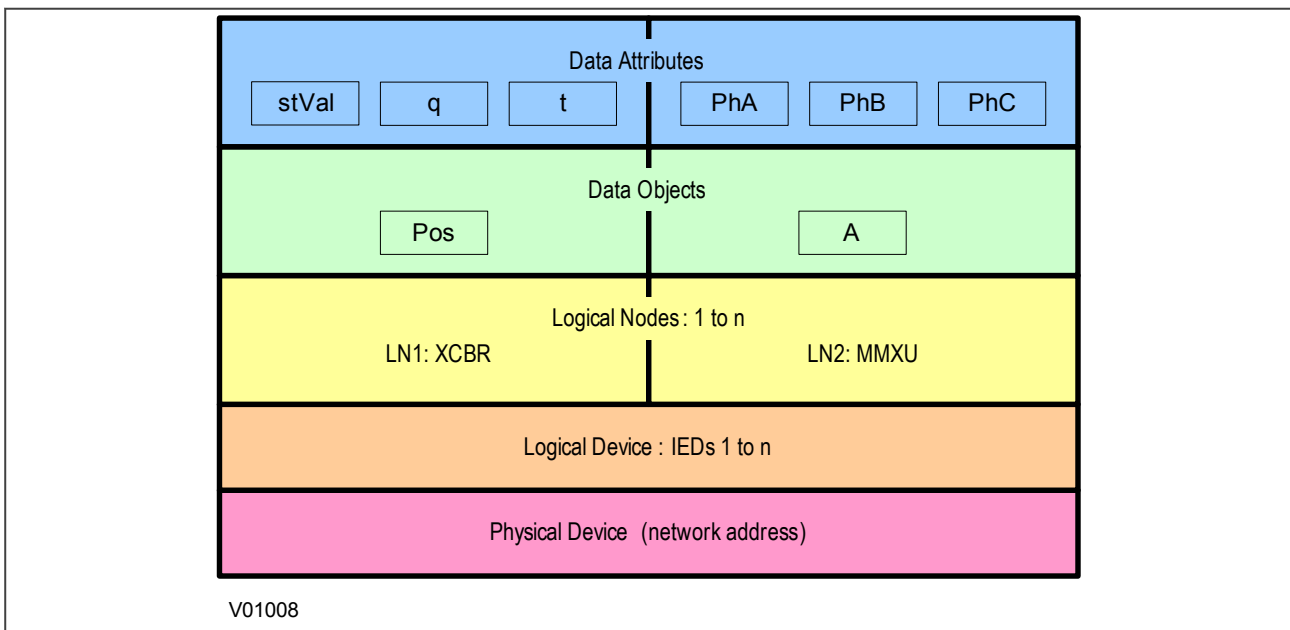 Data Attributes
stVal q t PhA PhB PhC
Data Objects
Pos A
Logical Nodes : 1 to n
LN1: XCBR LN2: MMXU
Logical Device : IEDs 1 to n
Physical Device (network address)
V01008